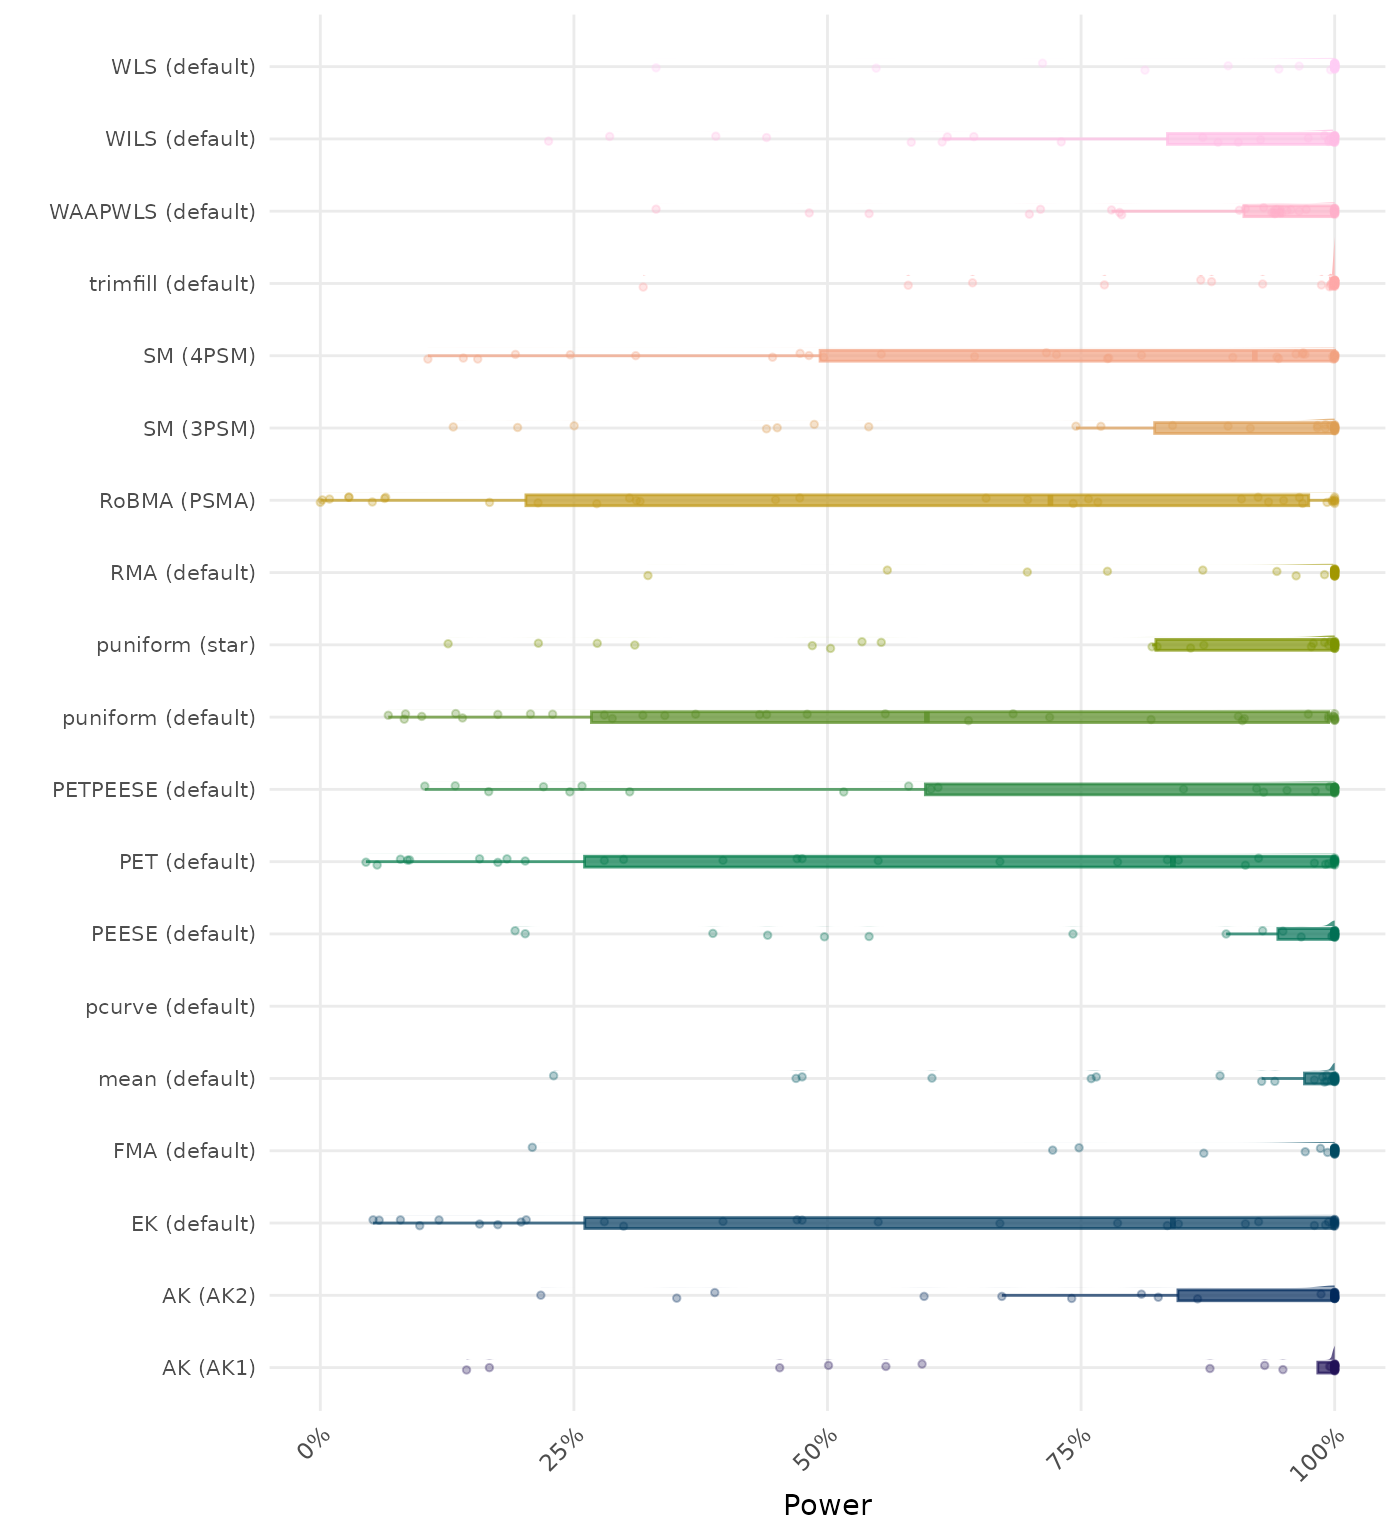 WLS (default)
WILS (default)
WAAPWLS (default)
trimfill (default)
SM (4PSM)
SM (3PSM)
RoBMA (PSMA)
RMA (default)
puniform (star)
puniform (default)
PETPEESE (default)
PET (default)
PEESE (default)
pcurve (default)
mean (default)
FMA (default)
EK (default)
AK (AK2)
AK (AK1)
0%
25%
50%
75%
100%
Power